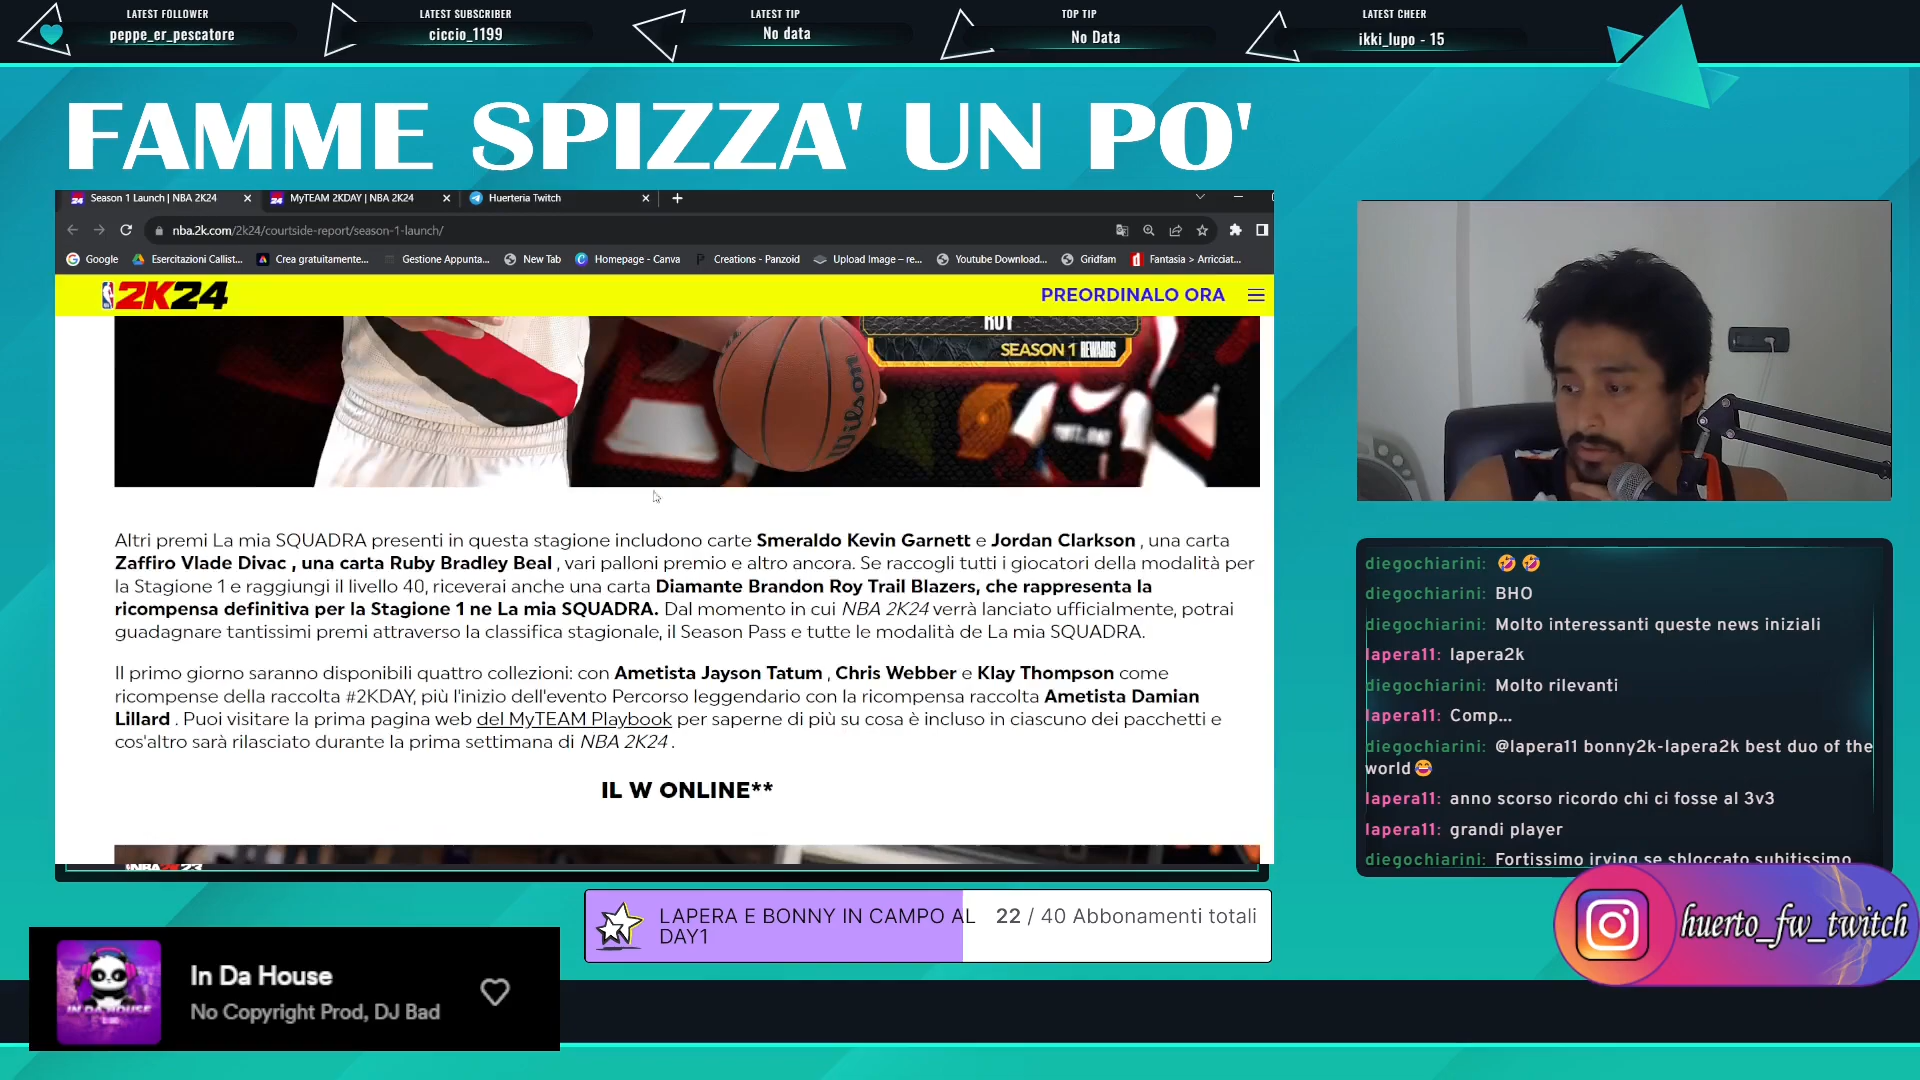 LATEST FOLLOWER
peppe_er_pescatore
LATEST SUBSCRIBER
ciccio_1199
LATEST TIP
No data
TOP TIP
No Data
LATEST CHEER
ikki_lupo - 15
FAMME SPIZZA' UN PO'
Season 1 Launch | NBA 2K24
MyTEAM 2KDAY | NBA 2K24
Huerteria Twitch
nba.2k.com/2k24/courtside-report/season-1-launch/
Google
Esercitazioni Callist...
Crea gratuitamente...
Gestione Appunta...
New Tab
Homepage - Canva
Creations - Panzoid
Upload Image – re...
Youtube Download...
Gridfam
Fantasia > Arricciat...
2K24
PREORDINALO ORA
ROY
SEASON 1 REWARDS
Wilson
Altri premi La mia SQUADRA presenti in questa stagione includono carte Smeraldo Kevin Garnett e Jordan Clarkson , una carta
Zaffiro Vlade Divac , una carta Ruby Bradley Beal , vari palloni premio e altro ancora. Se raccogli tutti i giocatori della modalità per
la Stagione 1 e raggiungi il livello 40, riceverai anche una carta Diamante Brandon Roy Trail Blazers, che rappresenta la
ricompensa definitiva per la Stagione 1 ne La mia SQUADRA. Dal momento in cui NBA 2K24 verrà lanciato ufficialmente, potrai
guadagnare tantissimi premi attraverso la classifica stagionale, il Season Pass e tutte le modalità de La mia SQUADRA.
Il primo giorno saranno disponibili quattro collezioni: con Ametista Jayson Tatum , Chris Webber e Klay Thompson come
ricompense della raccolta #2KDAY, più l'inizio dell'evento Percorso leggendario con la ricompensa raccolta Ametista Damian
Lillard . Puoi visitare la prima pagina web del MyTEAM Playbook per saperne di più su cosa è incluso in ciascuno dei pacchetti e
cos'altro sarà rilasciato durante la prima settimana di NBA 2K24 .
IL W ONLINE**
diegochiarini: 🤣 🤣
diegochiarini: BHO
diegochiarini: Molto interessanti queste news iniziali
lapera11: lapera2k
diegochiarini: Molto rilevanti
lapera11: Comp...
diegochiarini: @lapera11 bonny2k-lapera2k best duo of the
world😂
lapera11: anno scorso ricordo chi ci fosse al 3v3
lapera11: grandi player
diegochiarini: Fortissimo irving se sbloccato subitissimo
LAPERA E BONNY IN CAMPO AL
DAY1
22 / 40 Abbonamenti totali
huerto_fw_twitch
IN DA HOUSE
In Da House
No Copyright Prod, DJ Bad